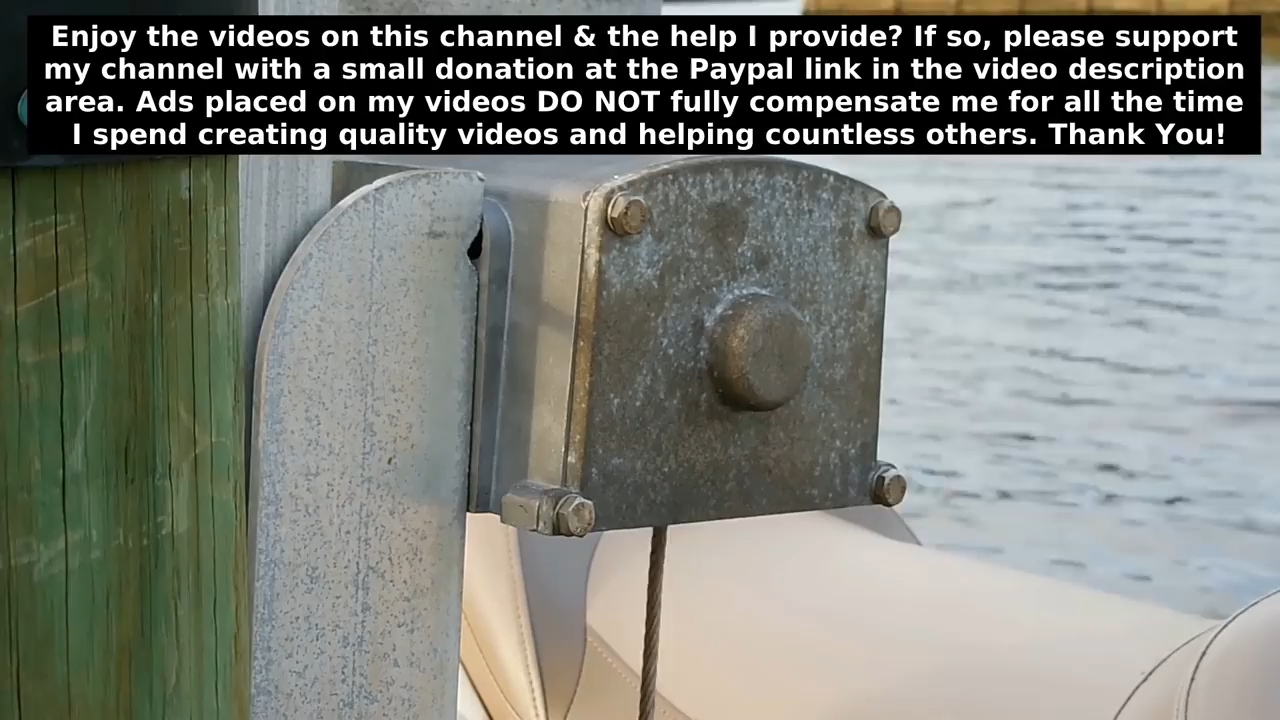 Enjoy the videos on this channel & the help I provide? If so, please support
my channel with a small donation at the Paypal link in the video description
area. Ads placed on my videos DO NOT fully compensate me for all the time
I spend creating quality videos and helping countless others. Thank You!